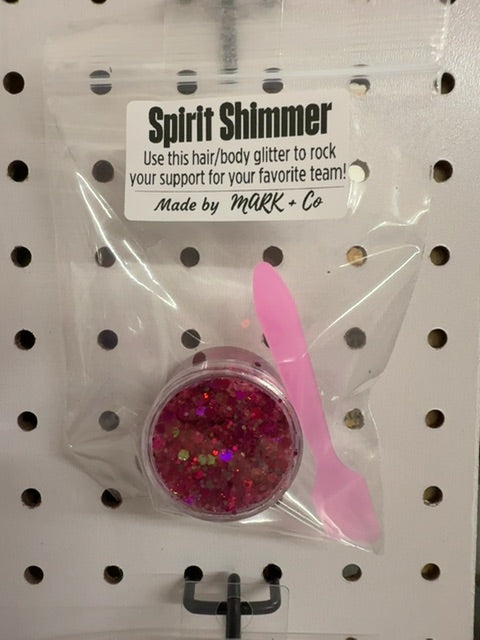 Spirit Shimmer
Use this hair/body glitter to rock
your support for your favorite team!
Made by MARK + Co